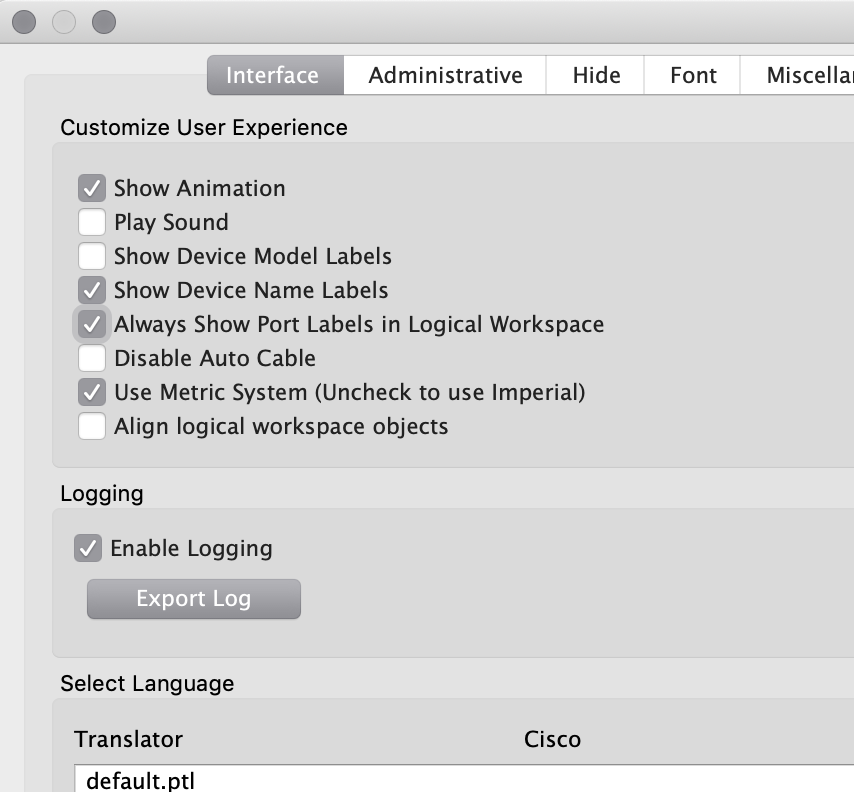 Interface Administrative Hide Font Miscella
Customize User Experience
Show Animation
Play Sound
Show Device Model Labels
Show Device Name Labels
Always Show Port Labels in Logical Workspace
Disable Auto Cable
Use Metric System (Uncheck to use Imperial)
Align logical workspace objects
Logging
Enable Logging
Export Log
Select Language
Translator Cisco
default.ptl